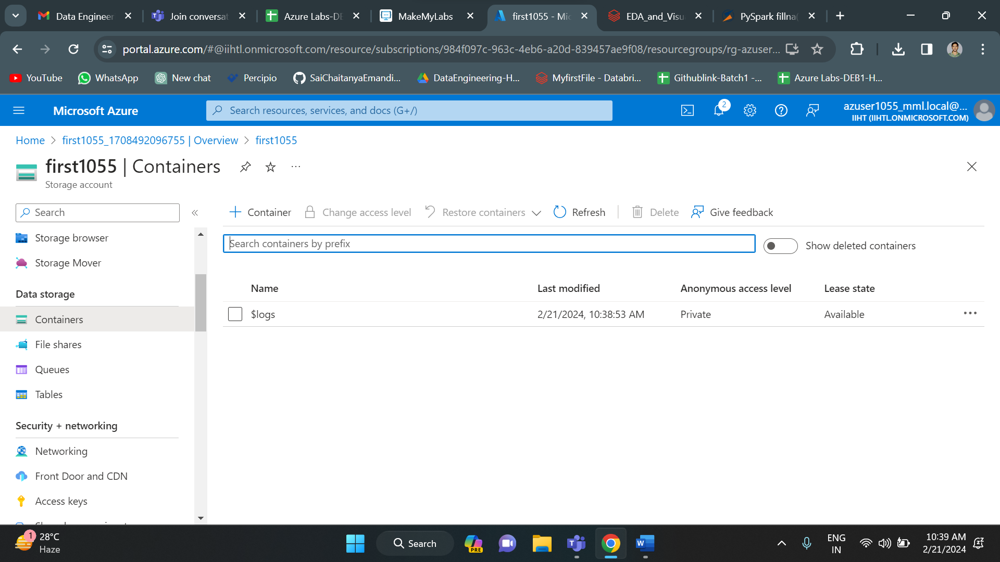 Data Engineer
Join conversat
Azure Labs-DE
MakeMyLabs
first1055 - Mic
EDA_and_Visu
PySpark fillna(
portal.azure.com/#@iihtl.onmicrosoft.com/resource/subscriptions/984f097c-963c-4eb6-a20d-839457ae9f08/resourcegroups/rg-azuser...
YouTube
WhatsApp
New chat
Percipio
SaiChaitanyaEmandi...
DataEngineering-H...
MyfirstFile - Databri...
Githublink-Batch1 -...
Azure Labs-DEB1-H...
Microsoft Azure
Search resources, services, and docs (G+/)
2
azuser1055_mml.local@...
IIHT (IIHTL.ONMICROSOFT.COM)
Home > first1055_1708492096755 | Overview > first1055
first1055 | Containers
Storage account
Search
Container
Change access level
Restore containers
Refresh
Delete
Give feedback
Storage browser
Storage Mover
Data storage
Containers
File shares
Queues
Tables
Security + networking
Networking
Front Door and CDN
Access keys
Search containers by prefix
Show deleted containers
Name Last modified Anonymous access level Lease state
$logs 2/21/2024, 10:38:53 AM Private Available
1
28°C
Haze
Search
PRE
ENG
IN
10:39 AM
2/21/2024